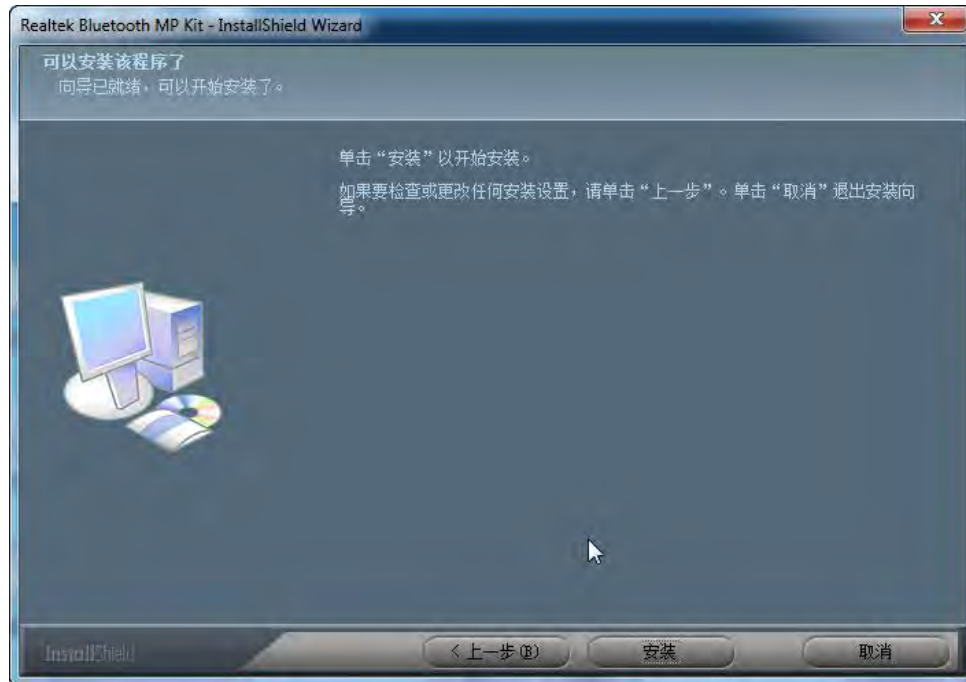 Realtek Bluetooth MP Kit - InstallShield Wizard
可以安装该程序了
向导已就绪，可以开始安装了。
单击“安装”以开始安装。
如果要检查或更改任何安装设置，请单击“上一步”。单击“取消”退出安装向
导。
InstallShield
< 上一步(B)
安装
取消